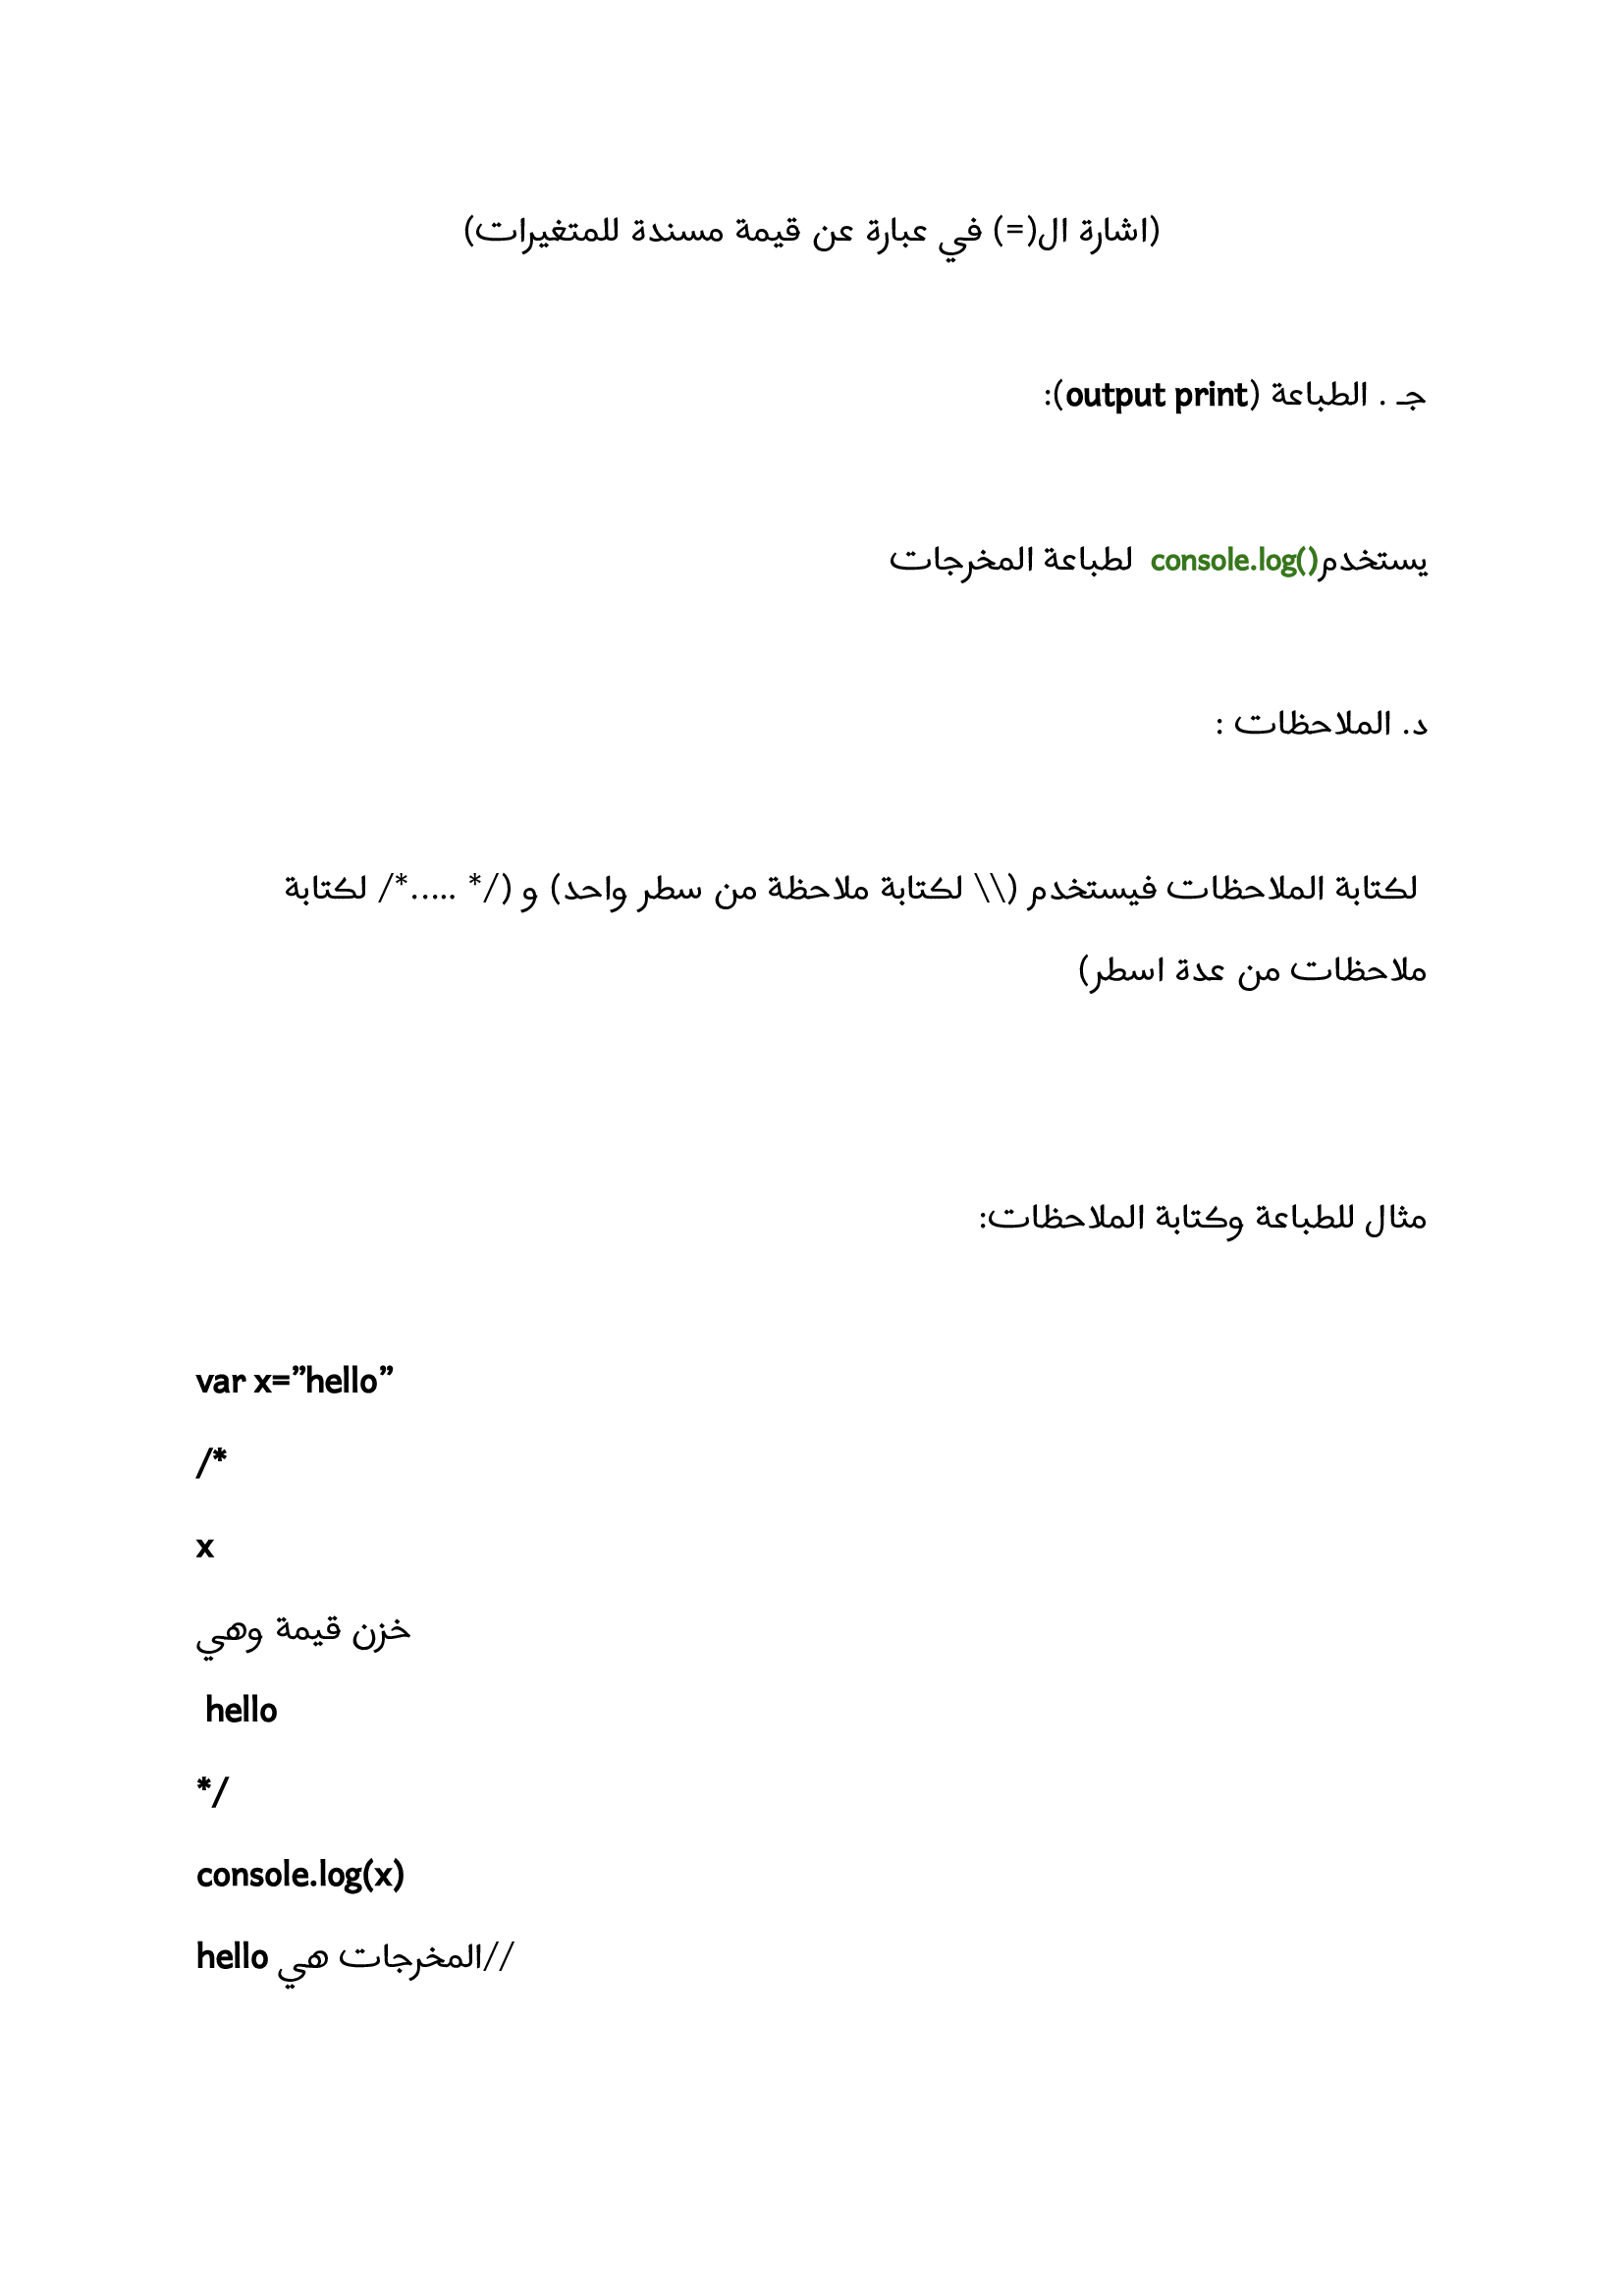 (اشارة ال(=) في عبارة عن قيمة مسندة للمتغيرات)
جـ . الطباعة (output print):
يستخدمconsole.log()  لطباعة المخرجات
د. الملاحظات :
لكتابة الملاحظات فيستخدم (\\ لكتابة ملاحظة من سطر واحد) و (/* .....*/ لكتابة
ملاحظات من عدة اسطر)
مثال للطباعة وكتابة الملاحظات:
var x=”hello”
/*
x
خزن قيمة وهي
hello
*/
console.log(x)
//المخرجات هي hello